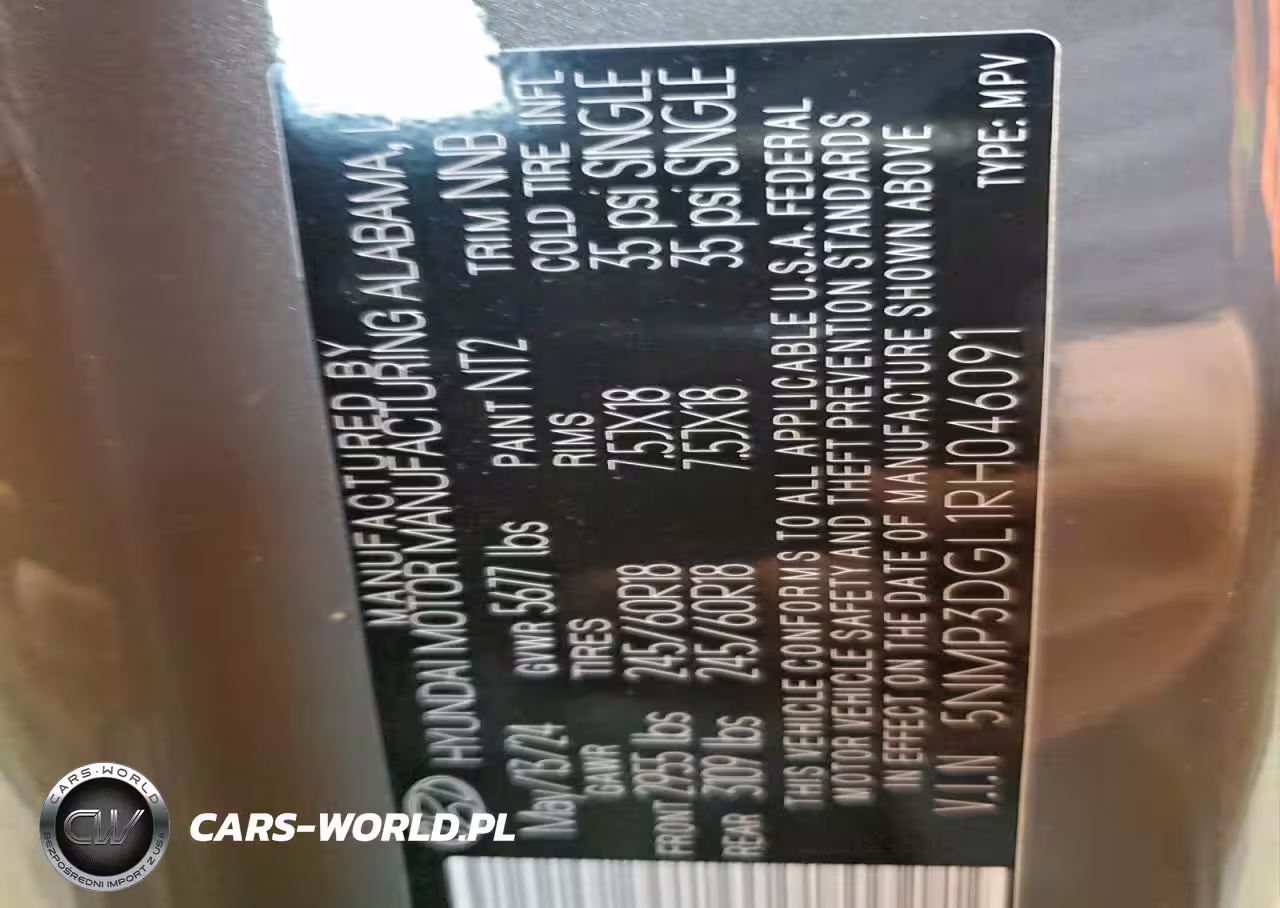 MANUFACTURED BY
HYUNDAI MOTOR MANUFACTURING ALABAMA,
May/13/24 GVWR 5677 lbs PAINT NT2 TRIM NNB
GAWR TIRES RIMS COLD TIRE INFL
FRONT 2955 lbs 245/60R18 7.5JX18 35 psi SINGLE
REAR 3109 lbs 245/60R18 7.5JX18 35 psi SINGLE
THIS VEHICLE CONFORMS TO ALL APPLICABLE U.S.A. FEDERAL
MOTOR VEHICLE SAFETY AND THEFT PREVENTION STANDARDS
IN EFFECT ON THE DATE OF MANUFACTURE SHOWN ABOVE
V.I.N 5NMP3DGL1RH046091 TYPE: MPV
CARS-WORLD
CW
BEZPOŚREDNI IMPORT Z USA
CARS-WORLD.PL